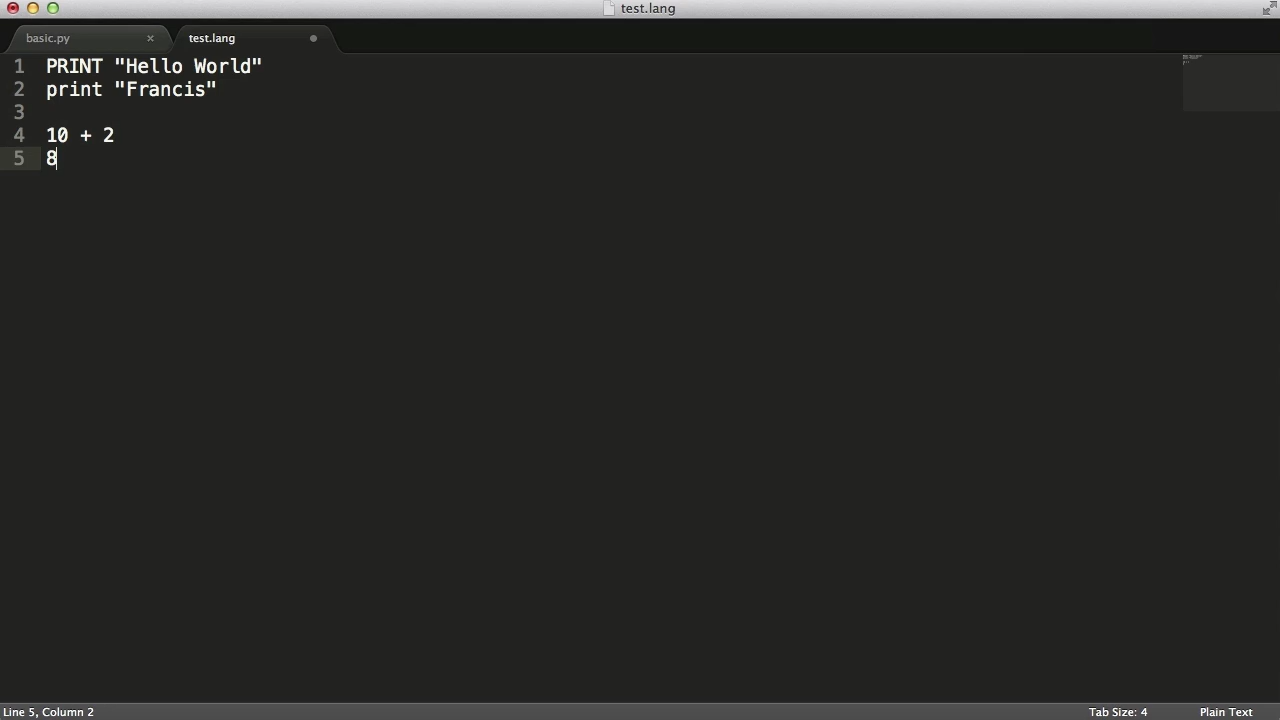 test.lang
basic.py × test.lang
1 PRINT "Hello World"
2 print "Francis"
3
4 10 + 2
5 8
Line 5, Column 2 Tab Size: 4 Plain Text